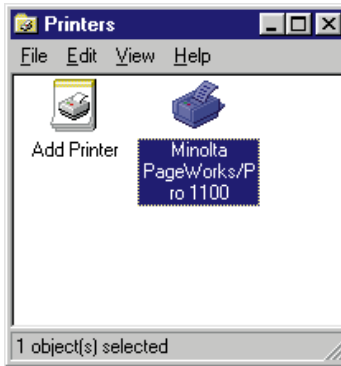 Printers
File Edit View Help
Add Printer
Minolta
PageWorks/P
ro 1100
1 object(s) selected